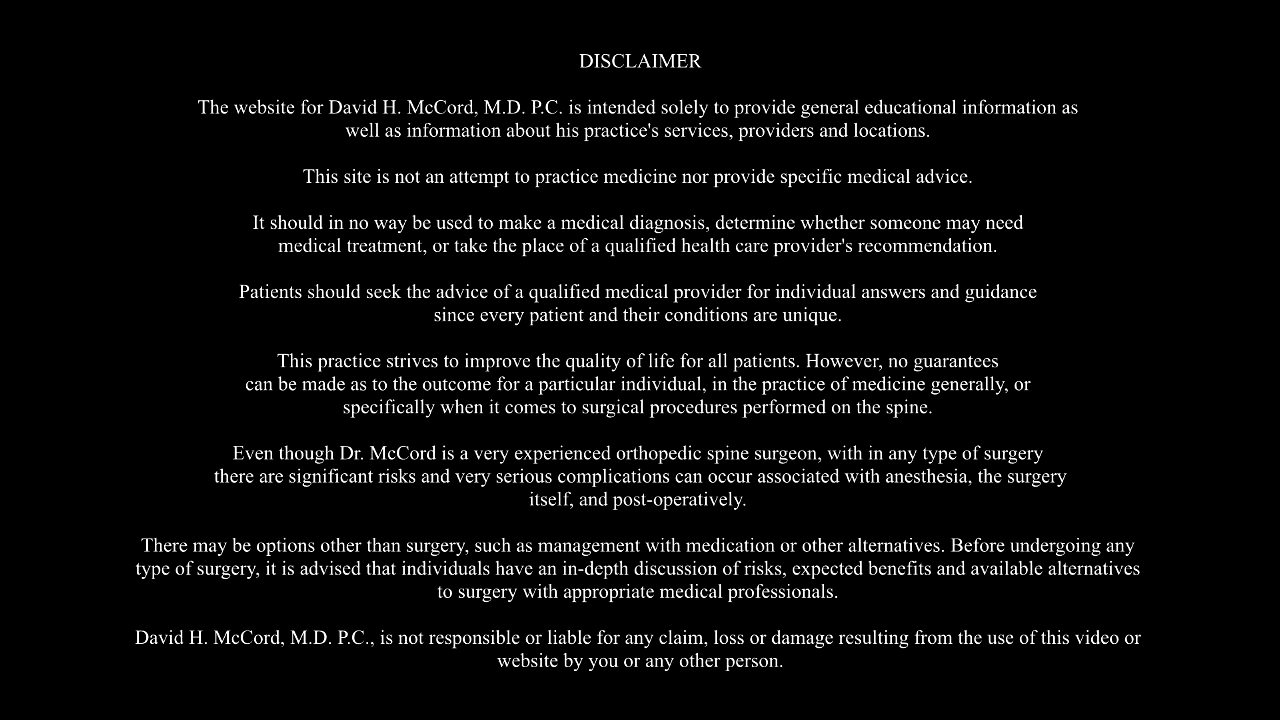 DISCLAIMER
The website for David H. McCord, M.D. P.C. is intended solely to provide general educational information as
well as information about his practice's services, providers and locations.
This site is not an attempt to practice medicine nor provide specific medical advice.
It should in no way be used to make a medical diagnosis, determine whether someone may need
medical treatment, or take the place of a qualified health care provider's recommendation.
Patients should seek the advice of a qualified medical provider for individual answers and guidance
since every patient and their conditions are unique.
This practice strives to improve the quality of life for all patients. However, no guarantees
can be made as to the outcome for a particular individual, in the practice of medicine generally, or
specifically when it comes to surgical procedures performed on the spine.
Even though Dr. McCord is a very experienced orthopedic spine surgeon, with in any type of surgery
there are significant risks and very serious complications can occur associated with anesthesia, the surgery
itself, and post-operatively.
There may be options other than surgery, such as management with medication or other alternatives. Before undergoing any
type of surgery, it is advised that individuals have an in-depth discussion of risks, expected benefits and available alternatives
to surgery with appropriate medical professionals.
David H. McCord, M.D. P.C., is not responsible or liable for any claim, loss or damage resulting from the use of this video or
website by you or any other person.